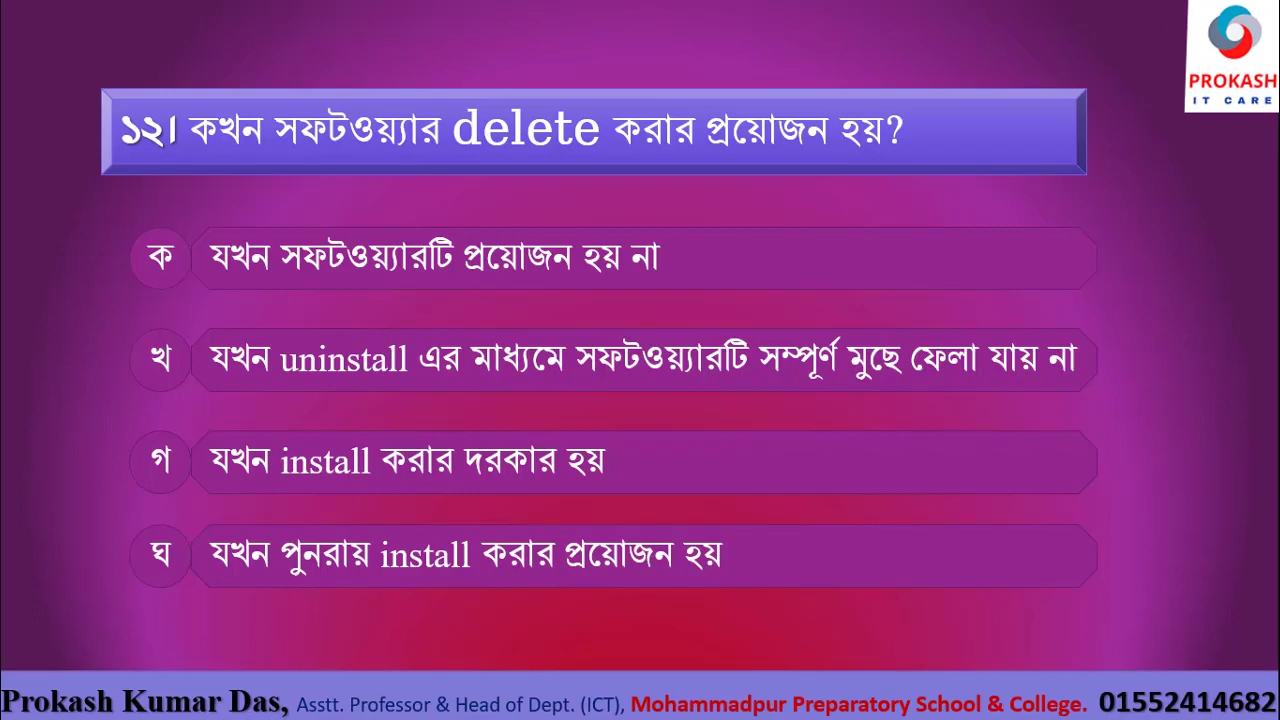 PROKASH
IT CARE
১২। কখন সফটওয়্যার delete করার প্রয়োজন হয়?
ক যখন সফটওয়্যারটি প্রয়োজন হয় না
খ যখন uninstall এর মাধ্যমে সফটওয়্যারটি সম্পূর্ণ মুছে ফেলা যায় না
গ যখন install করার দরকার হয়
ঘ যখন পুনরায় install করার প্রয়োজন হয়
Prokash Kumar Das, Asstt. Professor & Head of Dept. (ICT), Mohammadpur Preparatory School & College. 01552414682